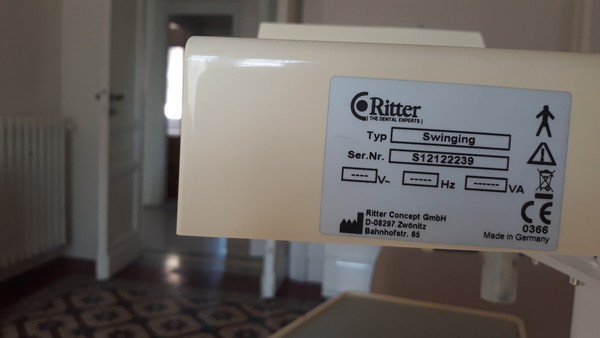 Ritter
[ THE DENTAL EXPERTS ]
Typ Swinging
Ser.Nr. S12122239
---- V~ ----- Hz ------ VA
Ritter Concept GmbH
D-08297 Zwönitz
Bahnhofstr. 65
CE
0366
Made in Germany